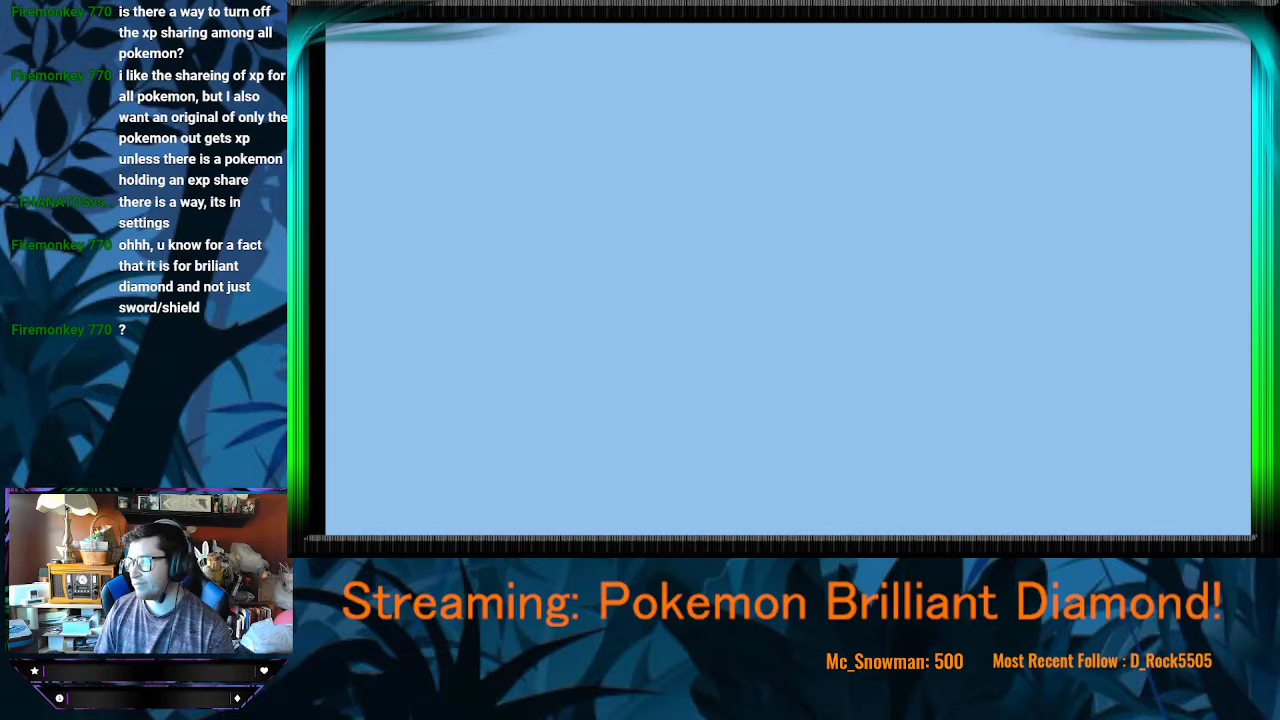 Firemonkey 770 is there a way to turn off
the xp sharing among all
pokemon?
Firemonkey 770 i like the shareing of xp for
all pokemon, but I also
want an original of only the
pokemon out gets xp
unless there is a pokemon
holding an exp share
THANATOSvs... there is a way, its in
settings
Firemonkey 770 ohhh, u know for a fact
that it is for briliant
diamond and not just
sword/shield
Firemonkey 770 ?
Streaming: Pokemon Brilliant Diamond!
Mc_Snowman: 500 Most Recent Follow : D_Rock5505